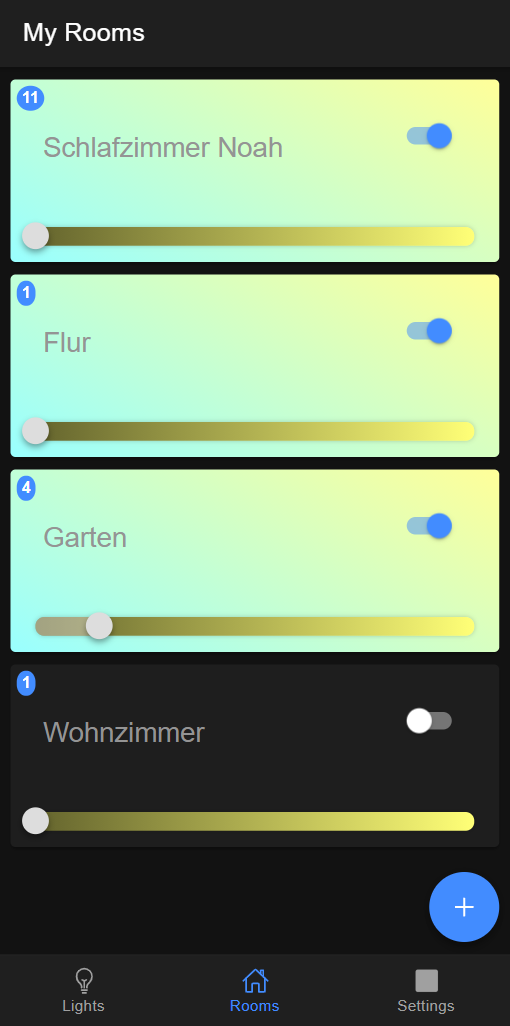 My Rooms
11
Schlafzimmer Noah
1
Flur
4
Garten
1
Wohnzimmer
Lights
Rooms
Settings